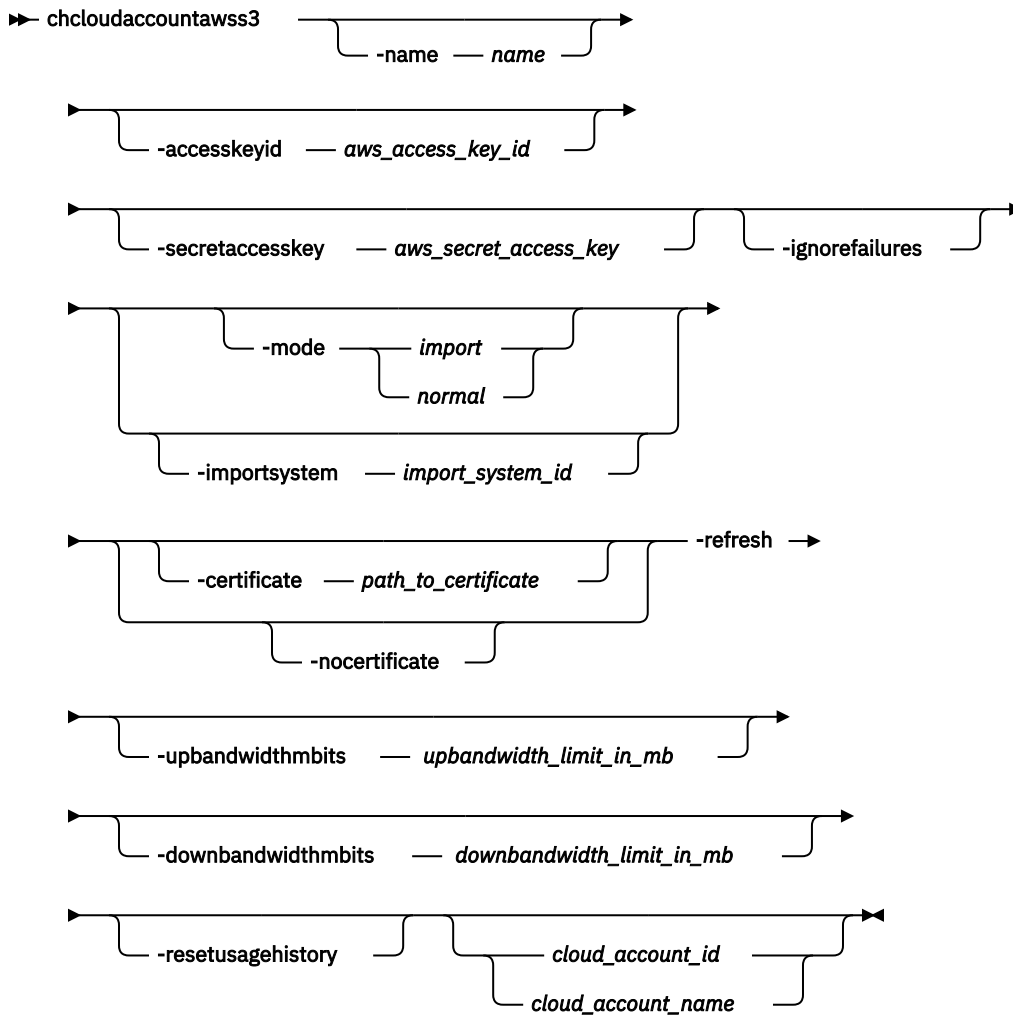 chcloudaccountawss3
-name name
-accesskeyid aws_access_key_id
-secretaccesskey aws_secret_access_key -ignorefailures
-mode import
normal
-importsystem import_system_id
-refresh
-certificate path_to_certificate
-nocertificate
-upbandwidthmbits upbandwidth_limit_in_mb
-downbandwidthmbits downbandwidth_limit_in_mb
-resetusagehistory cloud_account_id
cloud_account_name